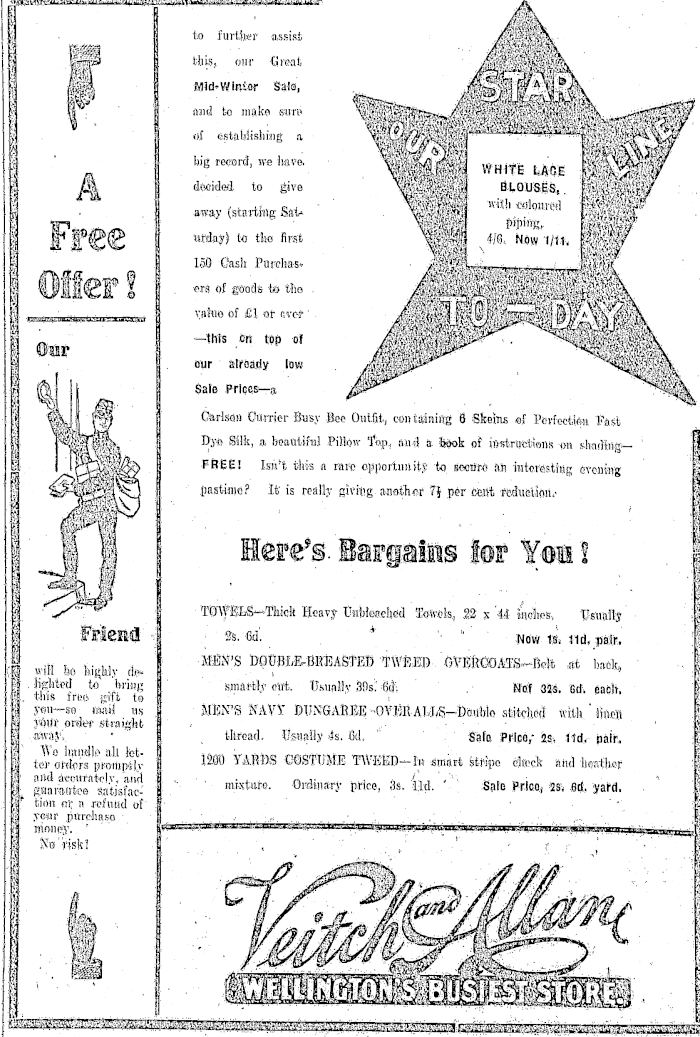 A
Free
Offer!
Our
Friend
will be highly de-
lighted to bring
this free gift to
you—so mail us
your order straight
away.
We handle all let-
ter orders promptly
and accurately, and
guarantee satisfac-
tion or a refund of
your purchase
money.
No risk!
to further assist
this, our Great
Mid-Winter Sale,
and to make sure
of establishing a
big record, we have
decided to give
away (starting Sat-
urday) to the first
150 Cash Purchas-
ers of goods to the
value of £1 or over
—this on top of
our already low
Sale Prices—a
OUR STAR LINE
WHITE LACE
BLOUSES,
with coloured
piping,
4/6. Now 1/11.
TO-DAY
Carlson Currier Busy Bee Outfit, containing 6 Skeins of Perfection Fast
Dye Silk, a beautiful Pillow Top, and a book of instructions on shading—
FREE! Isn't this a rare opportunity to secure an interesting evening
pastime? It is really giving another 7½ per cent reduction.
Here's Bargains for You!
TOWELS—Thick Heavy Unbleached Towels, 22 x 44 inches. Usually
2s. 6d. Now 1s. 11d. pair.
MEN'S DOUBLE-BREASTED TWEED OVERCOATS—Belt at back,
smartly cut. Usually 39s. 6d. Nof 32s. 6d. each.
MEN'S NAVY DUNGAREE OVERALLS—Double stitched with linen
thread. Usually 4s. 6d. Sale Price, 2s. 11d. pair.
1200 YARDS COSTUME TWEED—In smart stripe check and heather
mixture. Ordinary price, 3s. 11d. Sale Price, 2s. 6d. yard.
Veitch and Allan
WELLINGTON'S BUSIEST STORE.